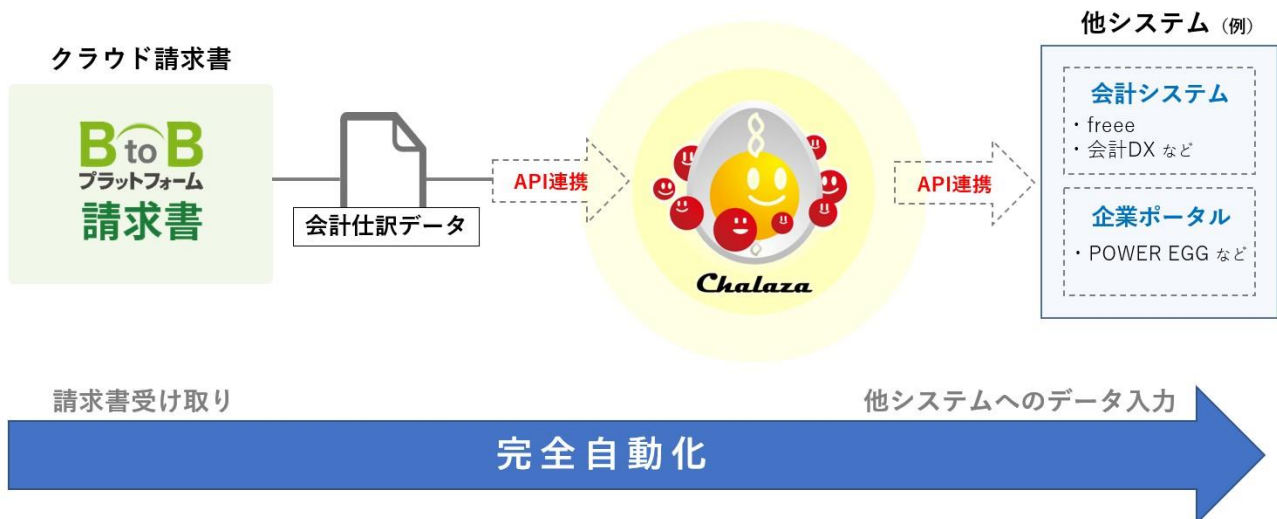 クラウド請求書
BtoB
プラットフォーム
請求書
会計仕訳データ
API連携
Chalaza
API連携
他システム（例）
会計システム
・freee
・会計DX など
企業ポータル
・POWER EGG など
請求書受け取り
他システムへのデータ入力
完全自動化